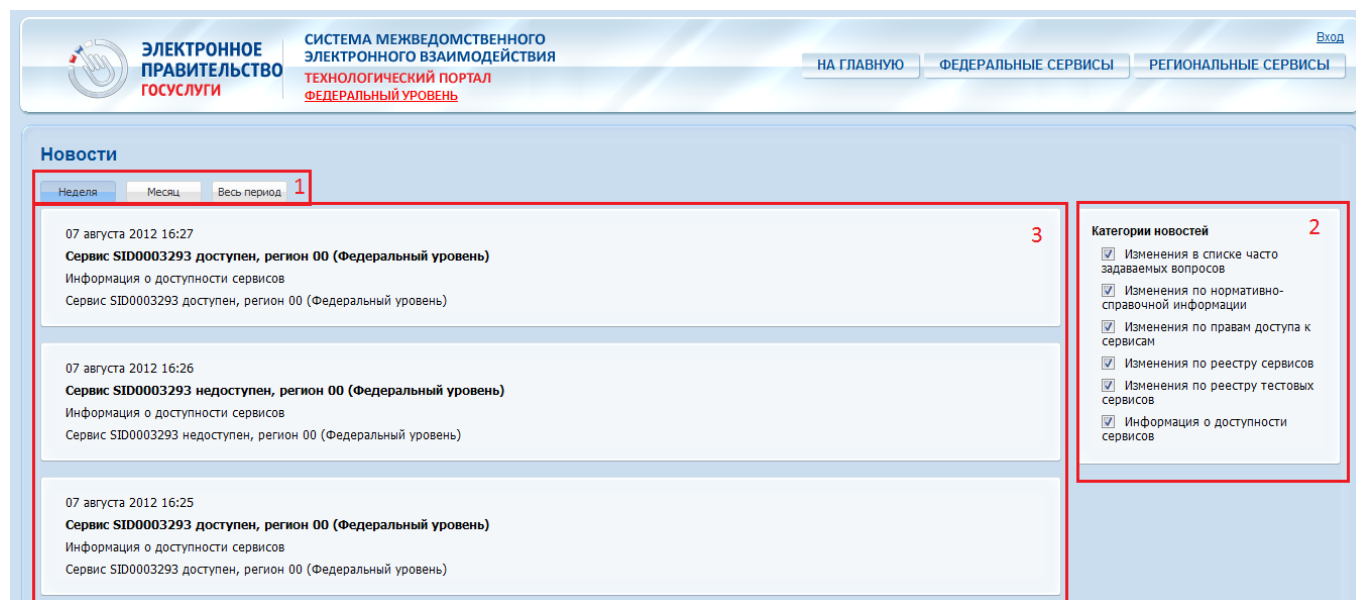 ЭЛЕКТРОННОЕ
ПРАВИТЕЛЬСТВО
ГОСУСЛУГИ
СИСТЕМА МЕЖВЕДОМСТВЕННОГО
ЭЛЕКТРОННОГО ВЗАИМОДЕЙСТВИЯ
ТЕХНОЛОГИЧЕСКИЙ ПОРТАЛ
ФЕДЕРАЛЬНЫЙ УРОВЕНЬ
Вход
НА ГЛАВНУЮ ФЕДЕРАЛЬНЫЕ СЕРВИСЫ РЕГИОНАЛЬНЫЕ СЕРВИСЫ
Новости
Неделя Месяц Весь период 1
3
07 августа 2012 16:27
Сервис SID0003293 доступен, регион 00 (Федеральный уровень)
Информация о доступности сервисов
Сервис SID0003293 доступен, регион 00 (Федеральный уровень)
07 августа 2012 16:26
Сервис SID0003293 недоступен, регион 00 (Федеральный уровень)
Информация о доступности сервисов
Сервис SID0003293 недоступен, регион 00 (Федеральный уровень)
07 августа 2012 16:25
Сервис SID0003293 доступен, регион 00 (Федеральный уровень)
Информация о доступности сервисов
Сервис SID0003293 доступен, регион 00 (Федеральный уровень)
Категории новостей 2
Изменения в списке часто
задаваемых вопросов
Изменения по нормативно-
справочной информации
Изменения по правам доступа к
сервисам
Изменения по реестру сервисов
Изменения по реестру тестовых
сервисов
Информация о доступности
сервисов